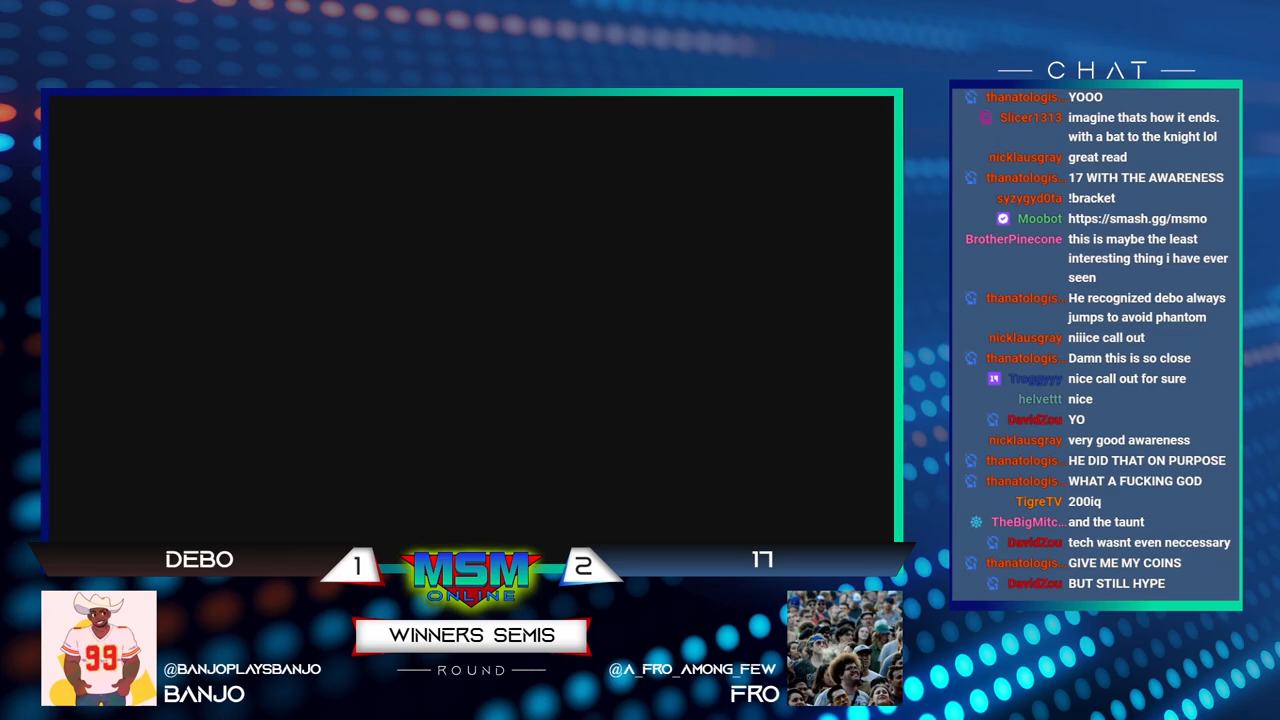 CHAT
thanatologis... YOOO
Slicer1313 imagine thats how it ends.
with a bat to the knight lol
nicklausgray great read
thanatologis... 17 WITH THE AWARENESS
syzygyd0ta !bracket
Moobot https://smash.gg/msmo
BrotherPinecone this is maybe the least
interesting thing i have ever
seen
thanatologis... He recognized debo always
jumps to avoid phantom
nicklausgray niiice call out
thanatologis... Damn this is so close
Troggyyy nice call out for sure
helvettt nice
DavidZou YO
nicklausgray very good awareness
thanatologis... HE DID THAT ON PURPOSE
thanatologis... WHAT A FUCKING GOD
TigreTV 200iq
TheBigMitc... and the taunt
DavidZou tech wasnt even neccessary
thanatologis... GIVE ME MY COINS
DavidZou BUT STILL HYPE
DEBO 1 MSM ONLINE 2 17
WINNERS SEMIS
ROUND
99
@BANJOPLAYSBANJO
BANJO
@A_FRO_AMONG_FEW
FRO